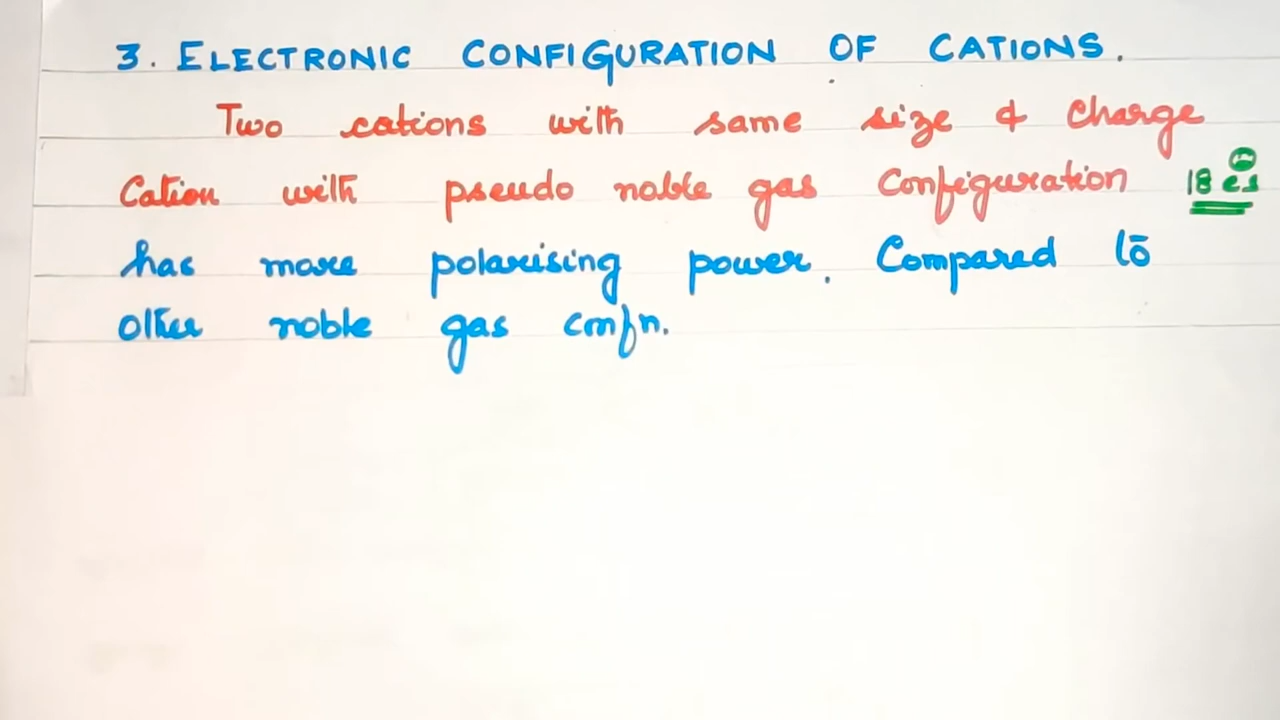 3. ELECTRONIC CONFIGURATION OF CATIONS.
Two cations with same size & charge
Cation with pseudo noble gas Configuration 18 es
has more polarising power. Compared to
other noble gas confn.